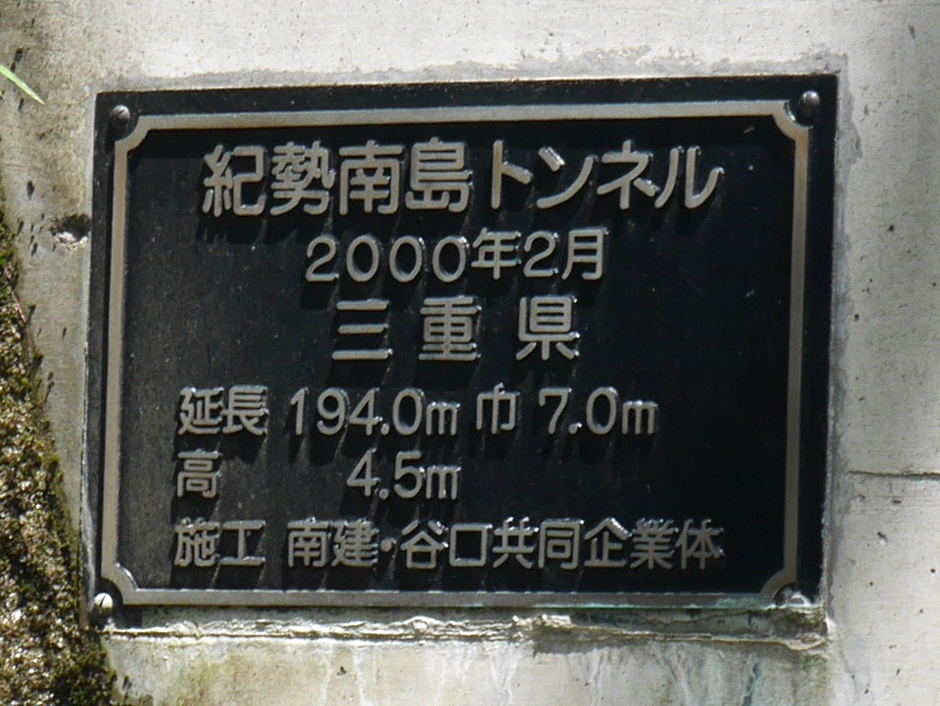 紀勢南島トンネル
2000年2月
三重県
延長 194.0m 巾 7.0m
高 4.5m
施工 南建・谷口共同企業体